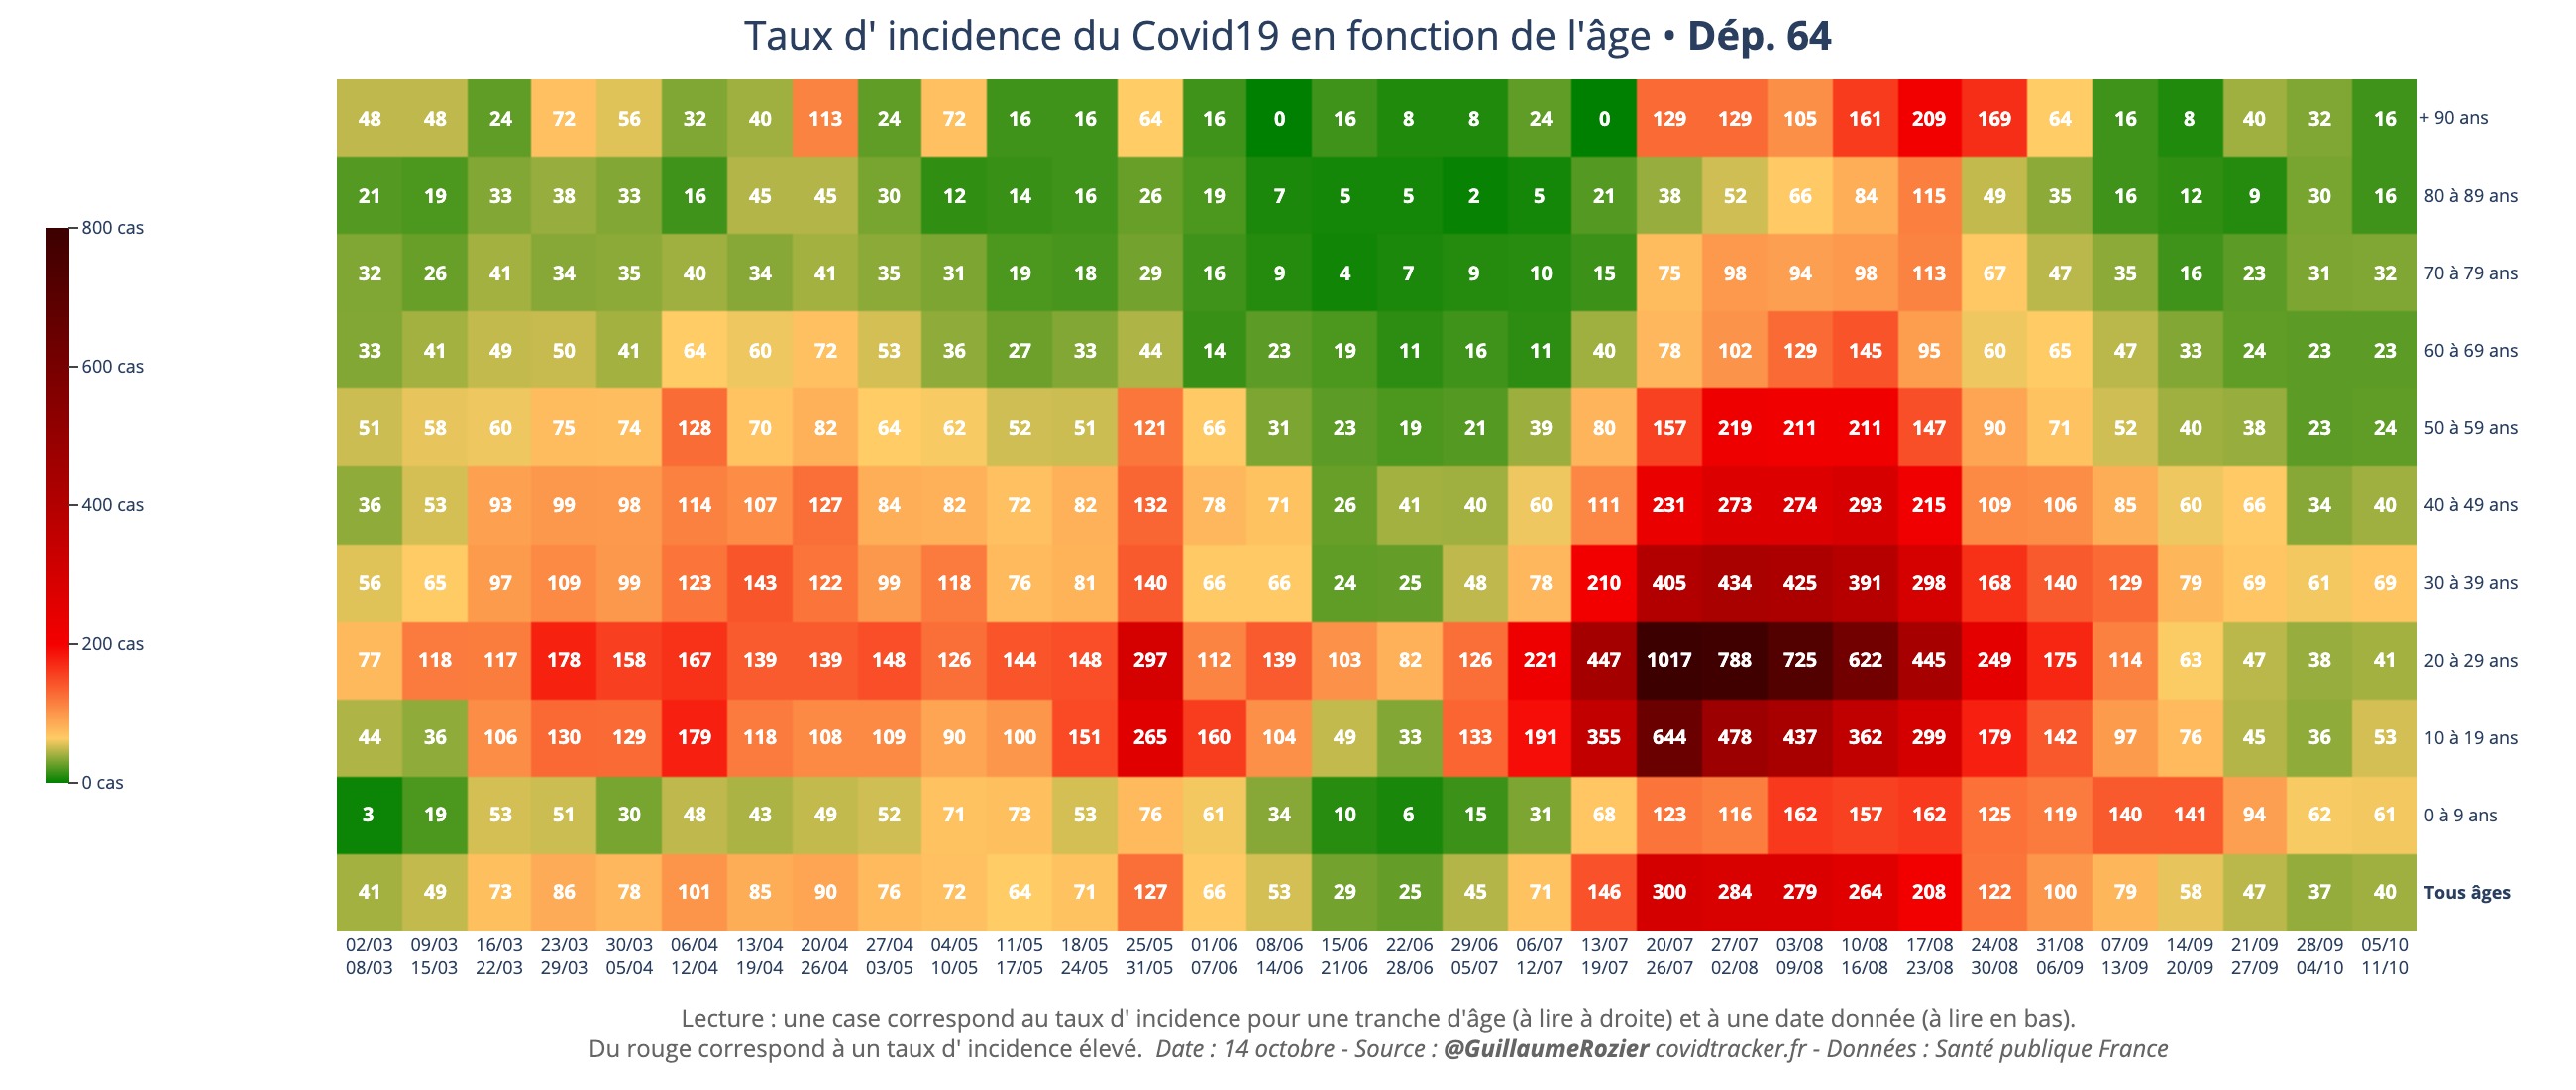 Taux d' incidence du Covid19 en fonction de l'âge • Dép. 64
800 cas
600 cas
400 cas
200 cas
0 cas
48 48 24 72 56 32 40 113 24 72 16 16 64 16 0 16 8 8 24 0 129 129 105 161 209 169 64 16 8 40 32 16 + 90 ans
21 19 33 38 33 16 45 45 30 12 14 16 26 19 7 5 5 2 5 21 38 52 66 84 115 49 35 16 12 9 30 16 80 à 89 ans
32 26 41 34 35 40 34 41 35 31 19 18 29 16 9 4 7 9 10 15 75 98 94 98 113 67 47 35 16 23 31 32 70 à 79 ans
33 41 49 50 41 64 60 72 53 36 27 33 44 14 23 19 11 16 11 40 78 102 129 145 95 60 65 47 33 24 23 23 60 à 69 ans
51 58 60 75 74 128 70 82 64 62 52 51 121 66 31 23 19 21 39 80 157 219 211 211 147 90 71 52 40 38 23 24 50 à 59 ans
36 53 93 99 98 114 107 127 84 82 72 82 132 78 71 26 41 40 60 111 231 273 274 293 215 109 106 85 60 66 34 40 40 à 49 ans
56 65 97 109 99 123 143 122 99 118 76 81 140 66 66 24 25 48 78 210 405 434 425 391 298 168 140 129 79 69 61 69 30 à 39 ans
77 118 117 178 158 167 139 139 148 126 144 148 297 112 139 103 82 126 221 447 1017 788 725 622 445 249 175 114 63 47 38 41 20 à 29 ans
44 36 106 130 129 179 118 108 109 90 100 151 265 160 104 49 33 133 191 355 644 478 437 362 299 179 142 97 76 45 36 53 10 à 19 ans
3 19 53 51 30 48 43 49 52 71 73 53 76 61 34 10 6 15 31 68 123 116 162 157 162 125 119 140 141 94 62 61 0 à 9 ans
41 49 73 86 78 101 85 90 76 72 64 71 127 66 53 29 25 45 71 146 300 284 279 264 208 122 100 79 58 47 37 40 Tous âges
02/03 09/03 16/03 23/03 30/03 06/04 13/04 20/04 27/04 04/05 11/05 18/05 25/05 01/06 08/06 15/06 22/06 29/06 06/07 13/07 20/07 27/07 03/08 10/08 17/08 24/08 31/08 07/09 14/09 21/09 28/09 05/10
08/03 15/03 22/03 29/03 05/04 12/04 19/04 26/04 03/05 10/05 17/05 24/05 31/05 07/06 14/06 21/06 28/06 05/07 12/07 19/07 26/07 02/08 09/08 16/08 23/08 30/08 06/09 13/09 20/09 27/09 04/10 11/10
Lecture : une case correspond au taux d' incidence pour une tranche d'âge (à lire à droite) et à une date donnée (à lire en bas).
Du rouge correspond à un taux d' incidence élevé. Date : 14 octobre - Source : @GuillaumeRozier covidtracker.fr - Données : Santé publique France